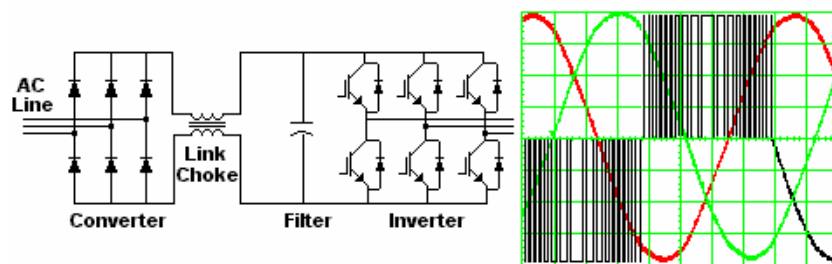 AC
Line
Link
Choke
Converter
Filter
Inverter